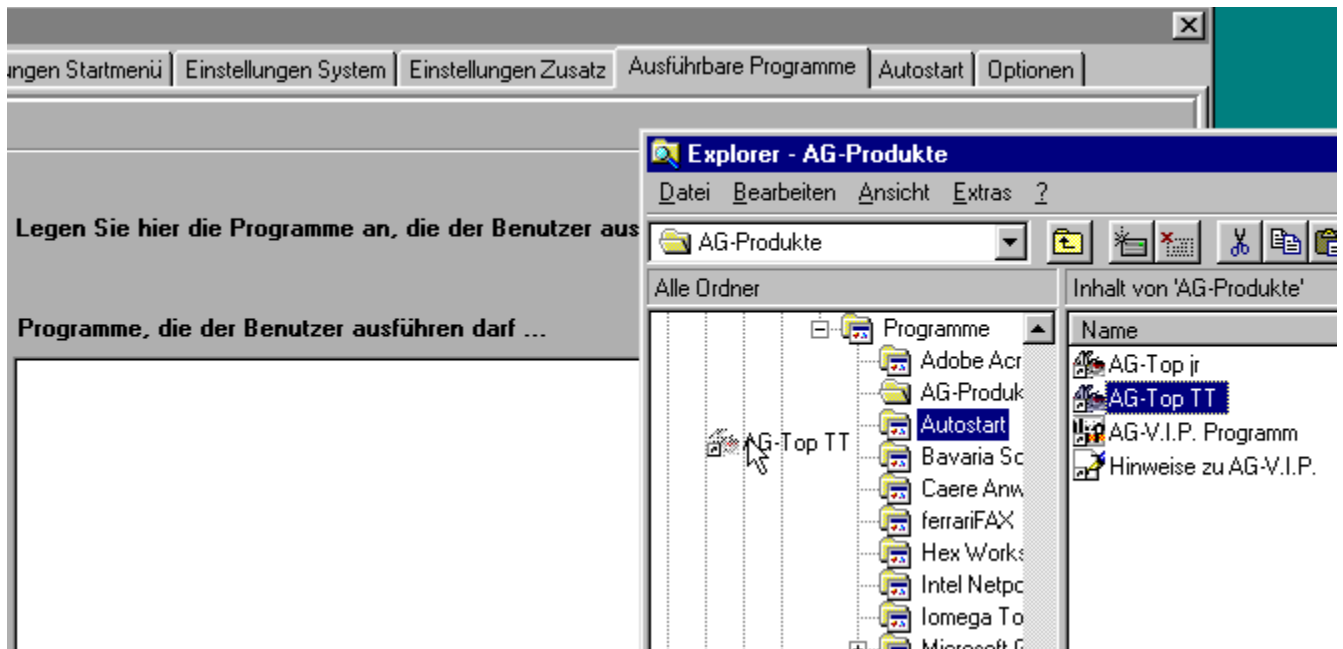 ungen Startmenü Einstellungen System Einstellungen Zusatz Ausführbare Programme Autostart Optionen
Explorer - AG-Produkte
Datei Bearbeiten Ansicht Extras ?
Legen Sie hier die Programme an, die der Benutzer aus
AG-Produkte
Alle Ordner
Inhalt von 'AG-Produkte'
Programme, die der Benutzer ausführen darf ...
Programme
Adobe Acr
AG-Produk
Autostart
Bavaria Sc
Caere Anw
ferrariFAX
Hex Works
Intel Netpo
Iomega To
AG-Top TT
Name
AG-Top jr
AG-Top TT
AG-V.I.P. Programm
Hinweise zu AG-V.I.P.